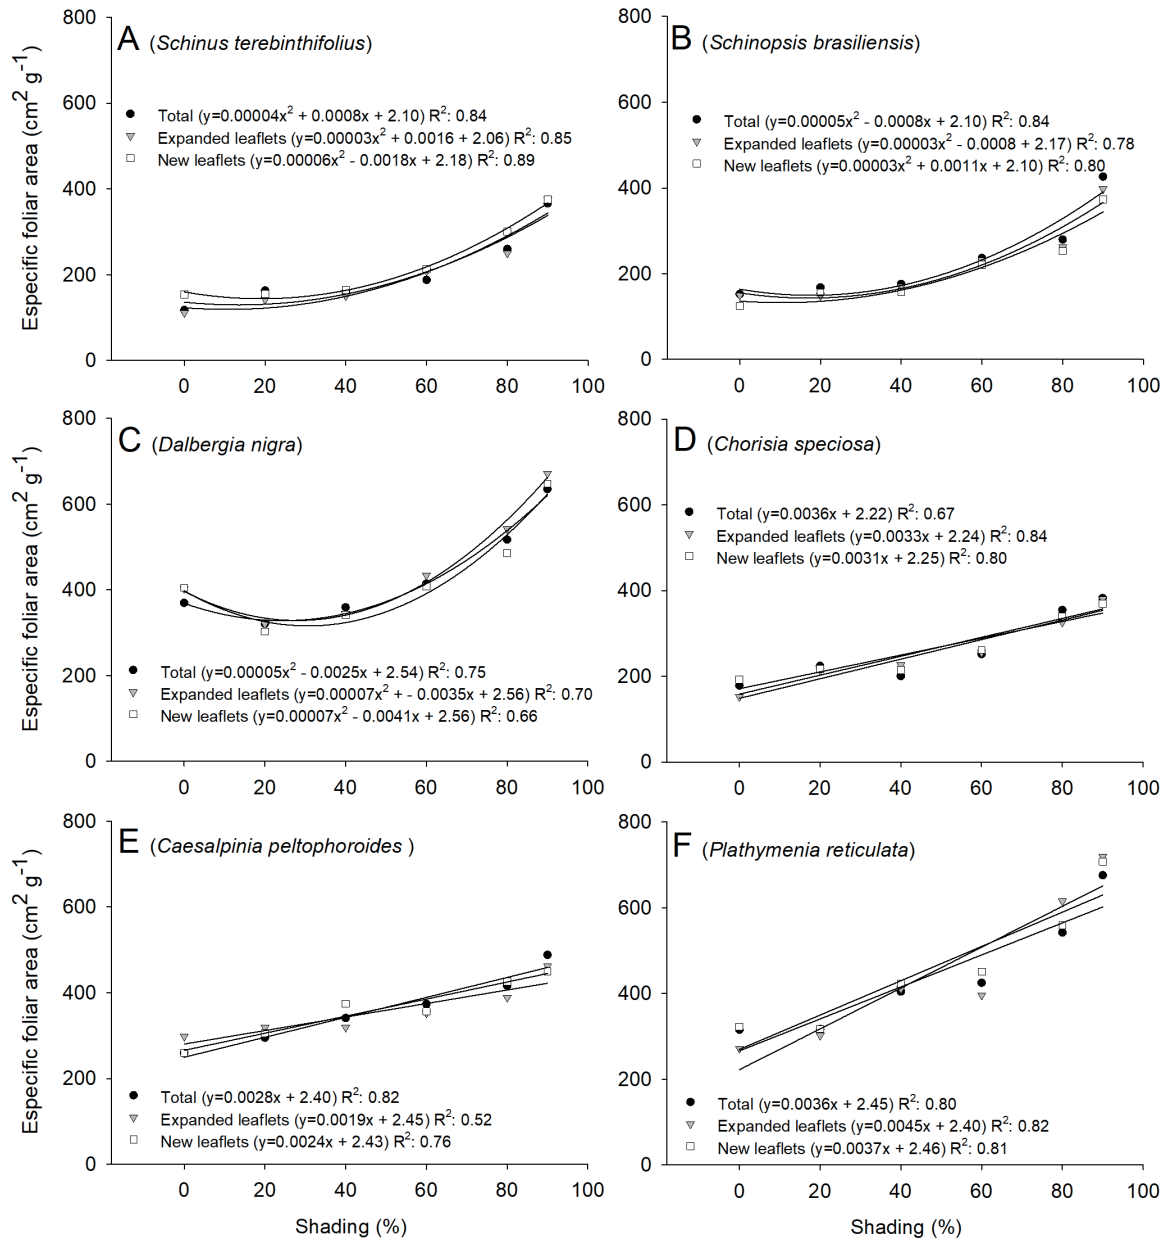 A (Schinus terebinthifolius)
Especific foliar area (cm² g⁻¹)
800
600
400
200
0
Total (y=0.00004x² + 0.0008x + 2.10) R²: 0.84
Expanded leaflets (y=0.00003x² + 0.0016 + 2.06) R²: 0.85
New leaflets (y=0.00006x² - 0.0018x + 2.18) R²: 0.89
0 20 40 60 80 100
B (Schinopsis brasiliensis)
800
600
400
200
0
Total (y=0.00005x² - 0.0008x + 2.10) R²: 0.84
Expanded leaflets (y=0.00003x² - 0.0008 + 2.17) R²: 0.78
New leaflets (y=0.00003x² + 0.0011x + 2.10) R²: 0.80
0 20 40 60 80 100
C (Dalbergia nigra)
Especific foliar area (cm² g⁻¹)
800
600
400
200
0
Total (y=0.00005x² - 0.0025x + 2.54) R²: 0.75
Expanded leaflets (y=0.00007x² + - 0.0035x + 2.56) R²: 0.70
New leaflets (y=0.00007x² - 0.0041x + 2.56) R²: 0.66
0 20 40 60 80 100
D (Chorisia speciosa)
800
600
400
200
0
Total (y=0.0036x + 2.22) R²: 0.67
Expanded leaflets (y=0.0033x + 2.24) R²: 0.84
New leaflets (y=0.0031x + 2.25) R²: 0.80
0 20 40 60 80 100
E (Caesalpinia peltophoroides )
Especific foliar area (cm² g⁻¹)
800
600
400
200
0
Total (y=0.0028x + 2.40) R²: 0.82
Expanded leaflets (y=0.0019x + 2.45) R²: 0.52
New leaflets (y=0.0024x + 2.43) R²: 0.76
0 20 40 60 80 100
Shading (%)
F (Plathymenia reticulata)
800
600
400
200
0
Total (y=0.0036x + 2.45) R²: 0.80
Expanded leaflets (y=0.0045x + 2.40) R²: 0.82
New leaflets (y=0.0037x + 2.46) R²: 0.81
0 20 40 60 80 100
Shading (%)